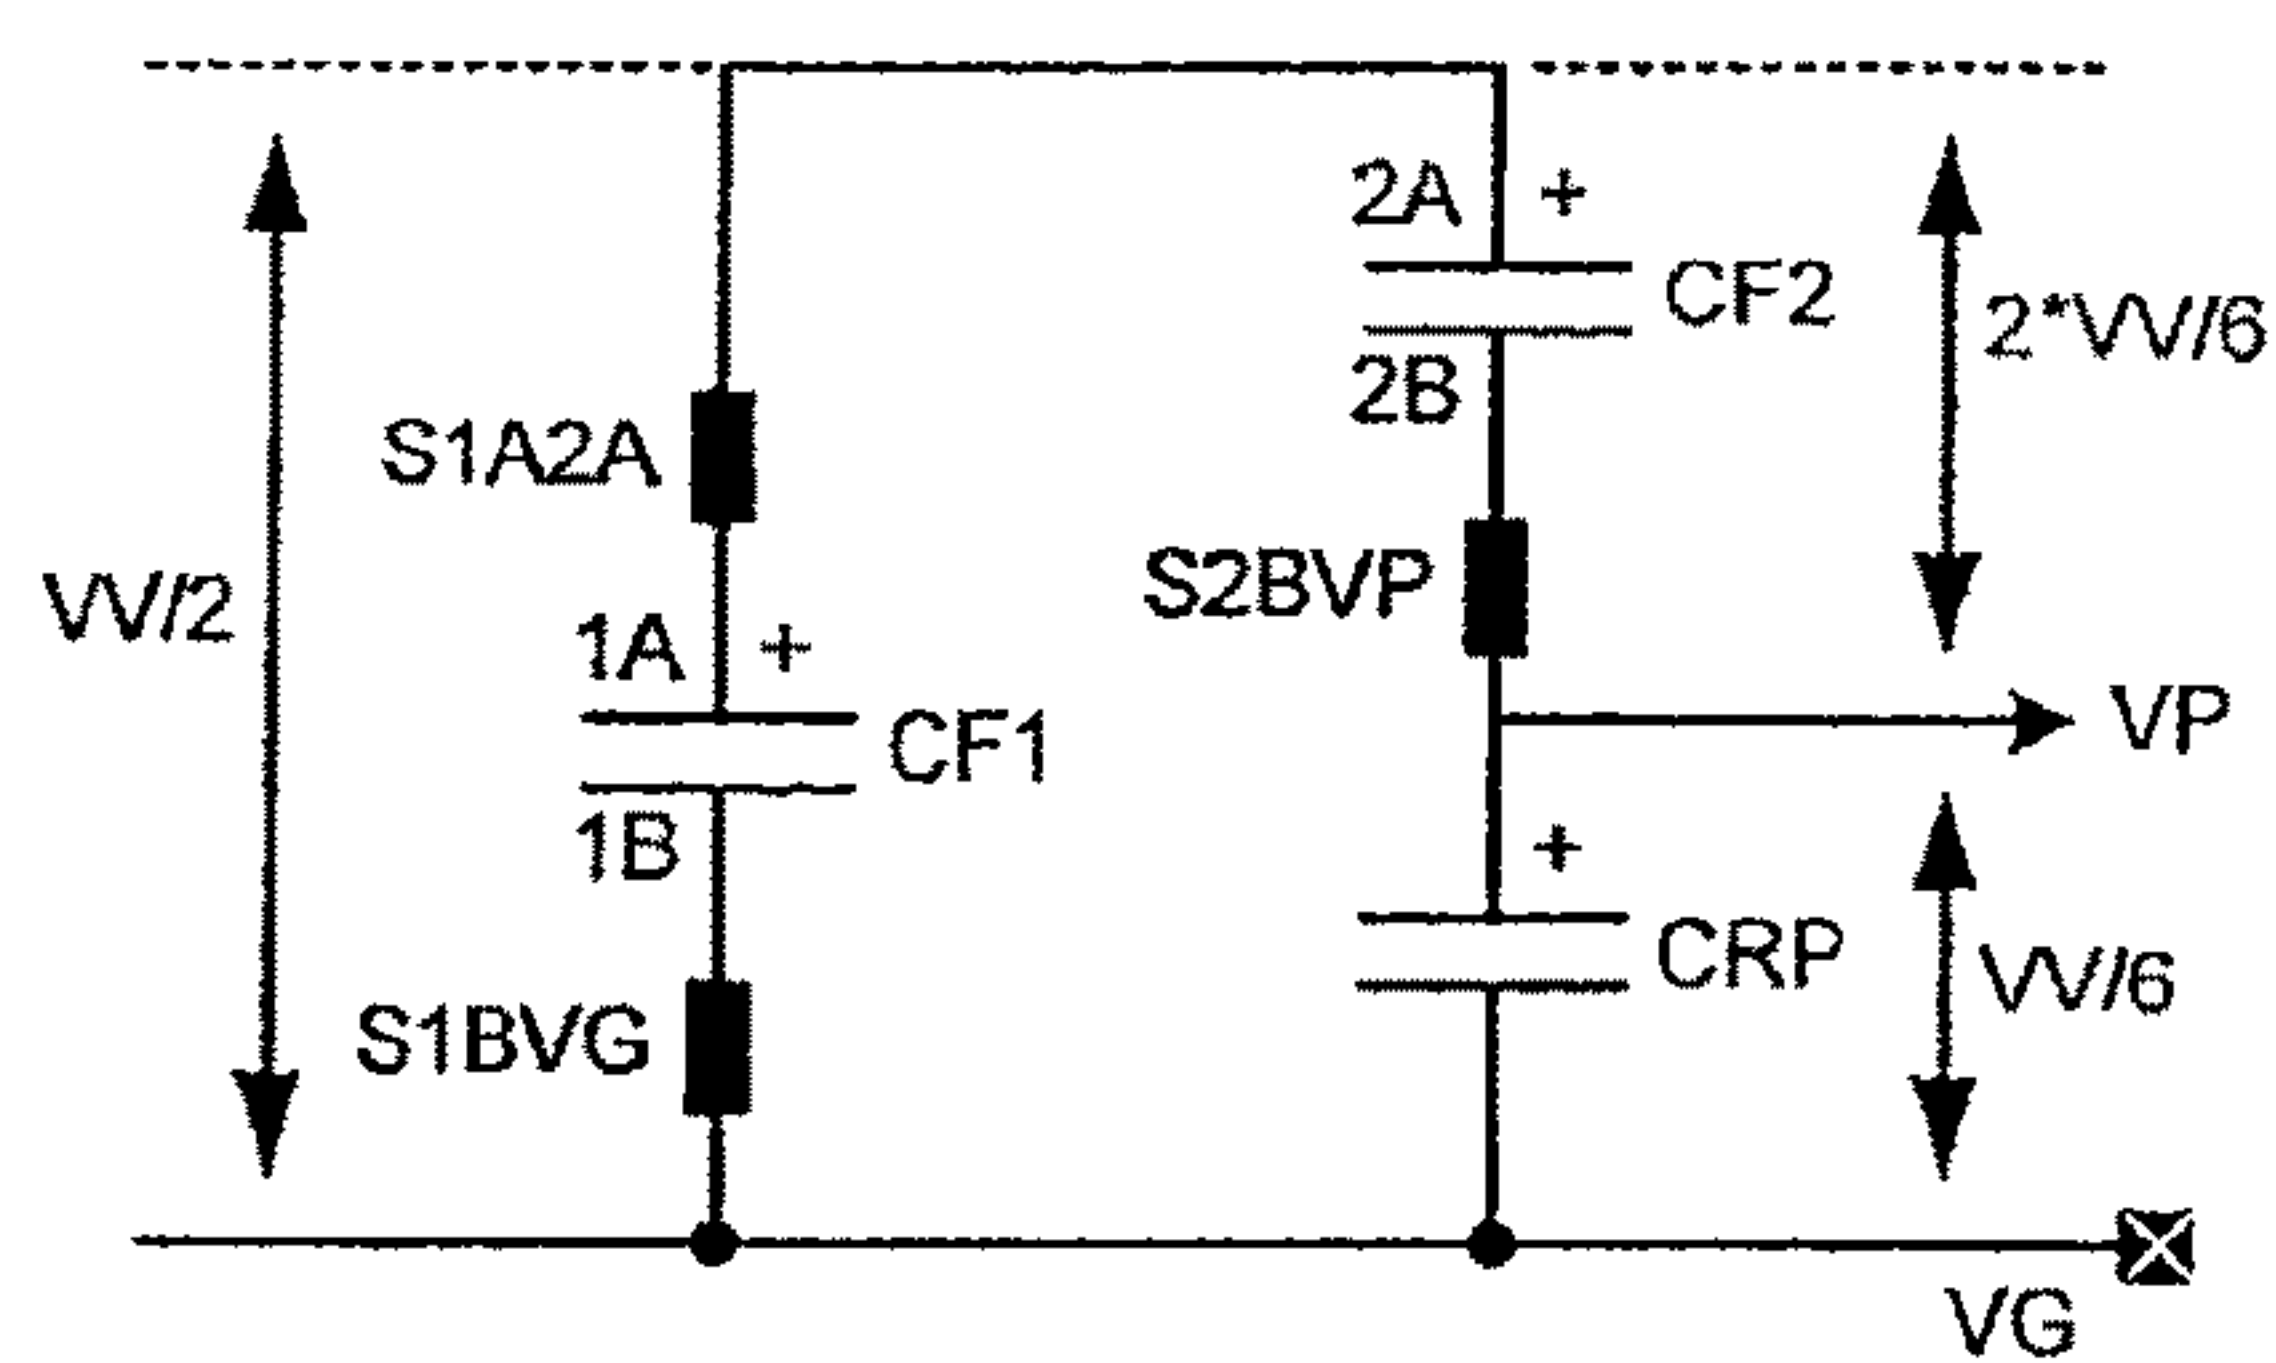 2A +
CF2
2*VV/6
2B
S1A2A
S2BVP
VV/2
1A +
VP
CF1
1B
+
CRP
VV/6
S1BVG
VG